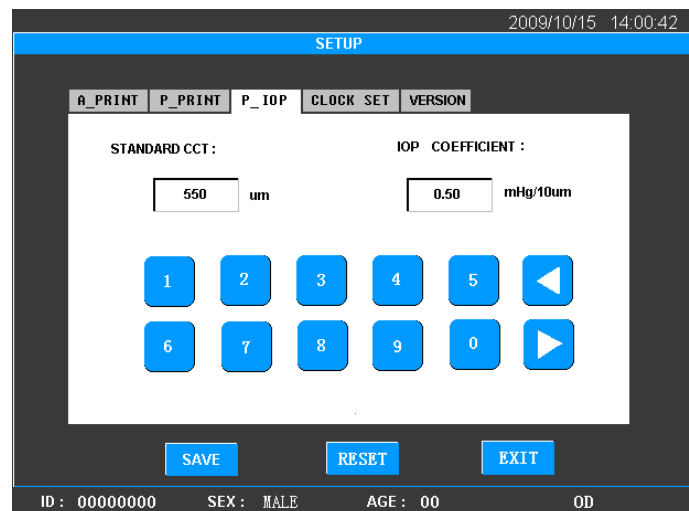 2009/10/15 14:00:42
SETUP
A_PRINT P_PRINT P_IOP CLOCK SET VERSION
STANDARD CCT : IOP COEFFICIENT :
550 um 0.50 mHg/10um
1 2 3 4 5
6 7 8 9 0
SAVE RESET EXIT
ID : 00000000 SEX : MALE AGE : 00 OD